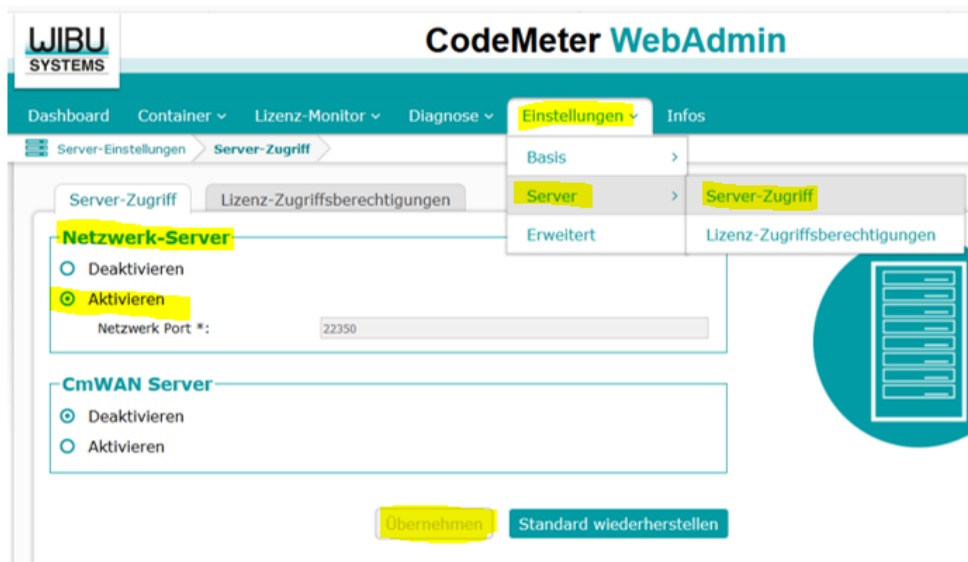 WIBU
SYSTEMS
CodeMeter WebAdmin
Dashboard Container Lizenz-Monitor Diagnose Einstellungen Infos
Server-Einstellungen Server-Zugriff
Basis
Server
Erweitert
Server-Zugriff
Lizenz-Zugriffsberechtigungen
Server-Zugriff Lizenz-Zugriffsberechtigungen
Netzwerk-Server
Deaktivieren
Aktivieren
Netzwerk Port *: 22350
CmWAN Server
Deaktivieren
Aktivieren
Übernehmen Standard wiederherstellen